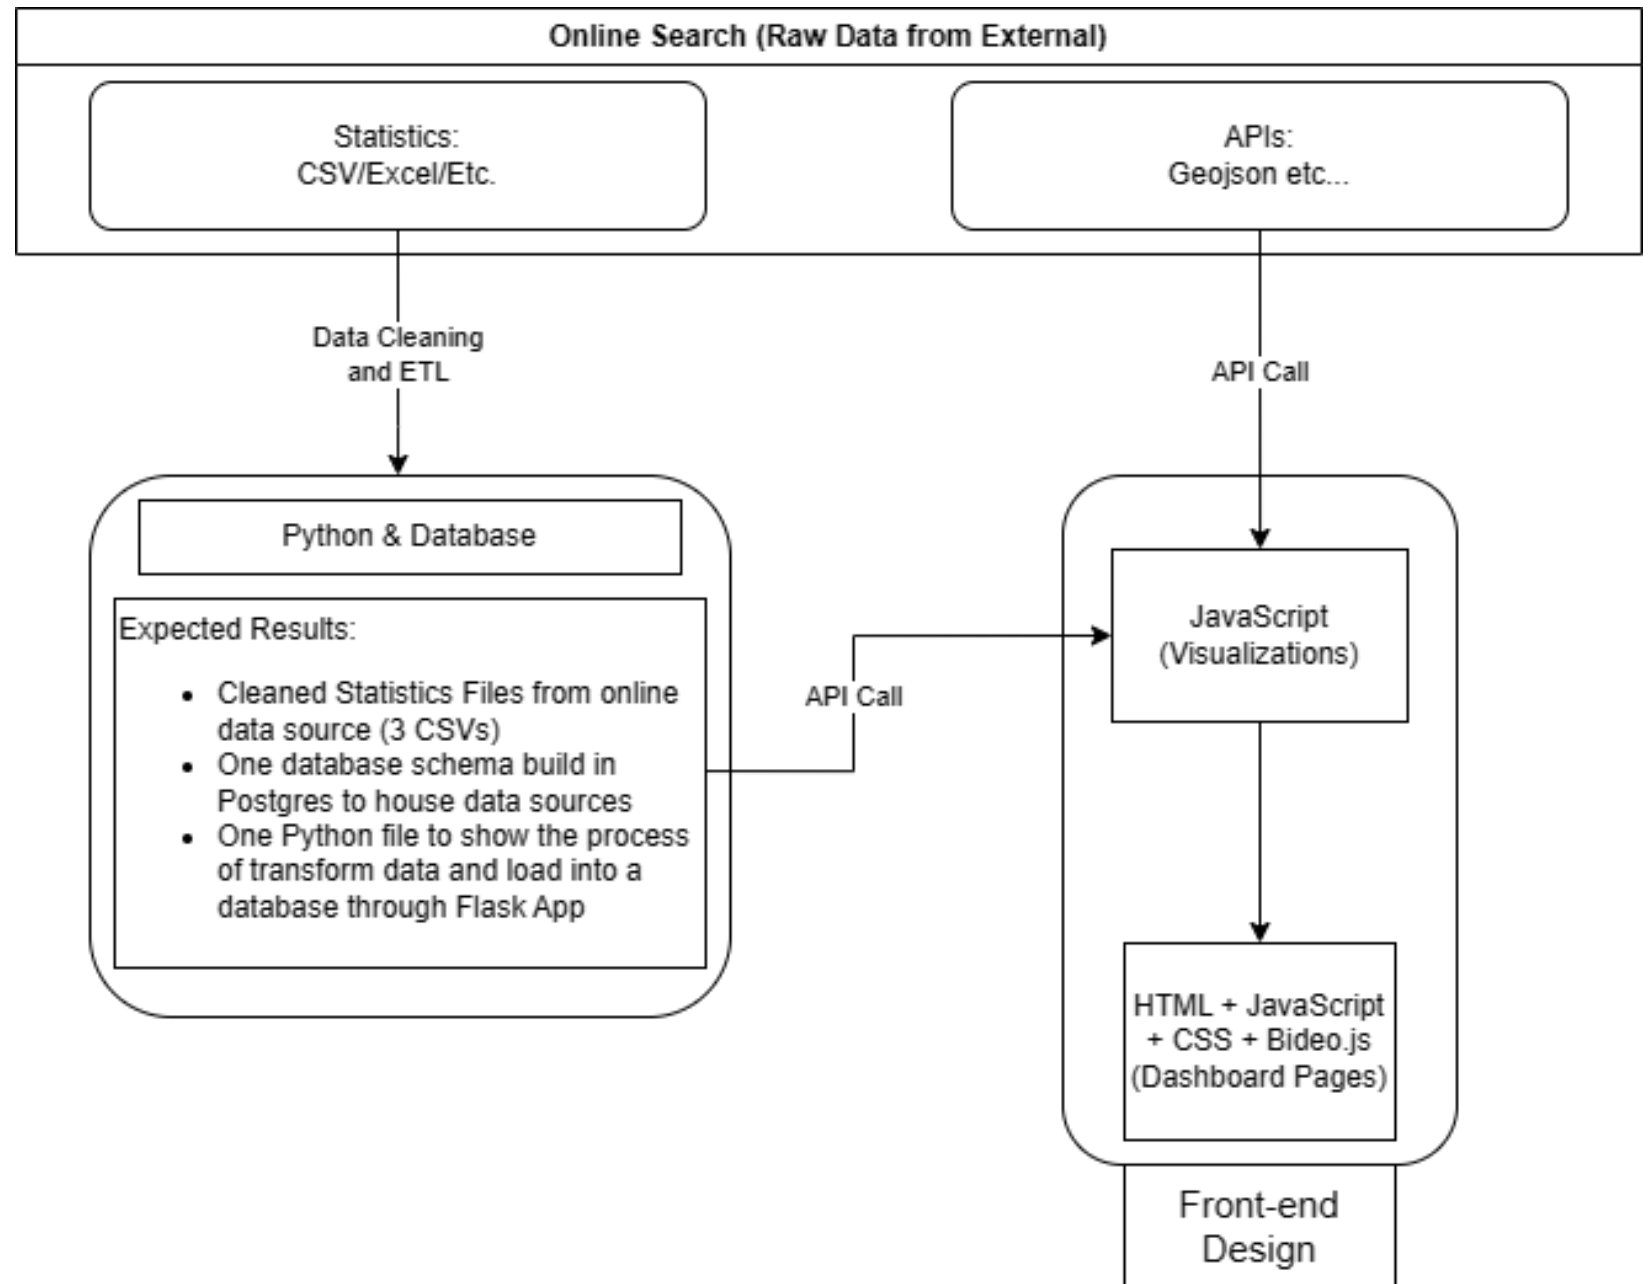 Online Search (Raw Data from External)
Statistics:
CSV/Excel/Etc.
APIs:
Geojson etc...
Data Cleaning
and ETL
API Call
Python & Database
Expected Results:
• Cleaned Statistics Files from online
data source (3 CSVs)
• One database schema build in
Postgres to house data sources
• One Python file to show the process
of transform data and load into a
database through Flask App
API Call
JavaScript
(Visualizations)
HTML + JavaScript
+ CSS + Bideo.js
(Dashboard Pages)
Front-end
Design